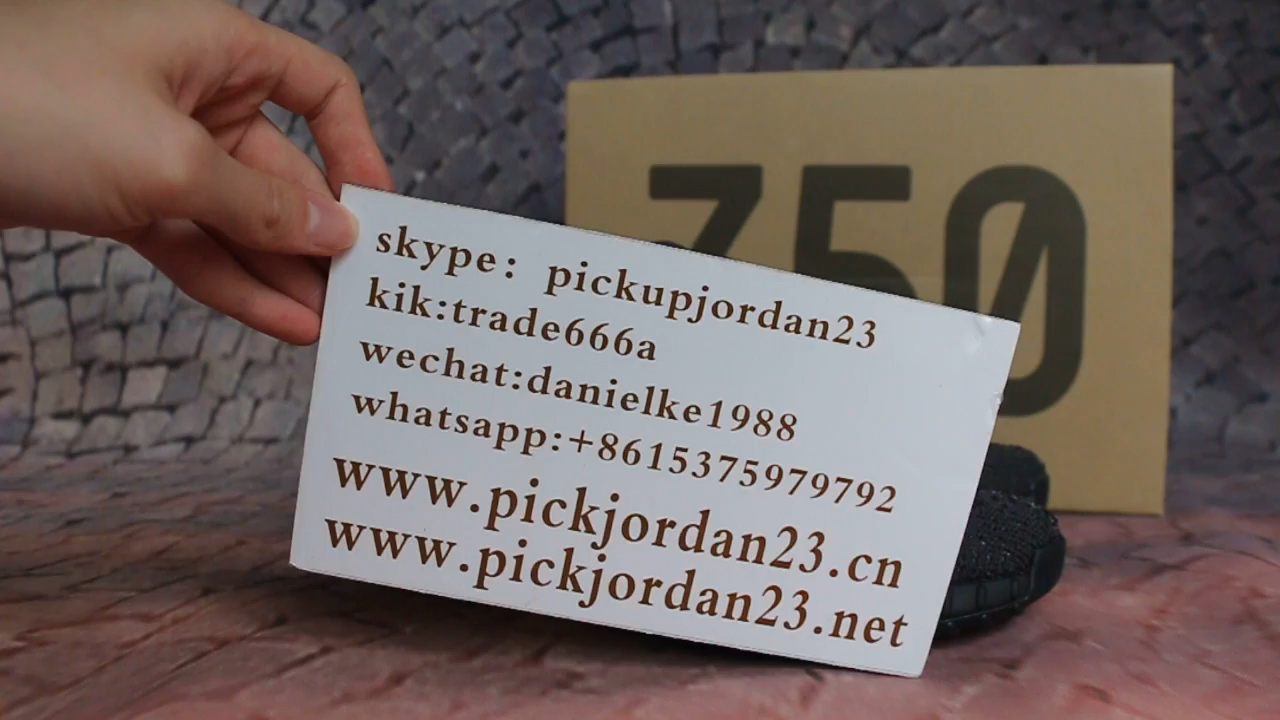 350
skype: pickupjordan23
kik:trade666a
wechat:danielke1988
whatsapp:+8615375979792
www.pickjordan23.cn
www.pickjordan23.net